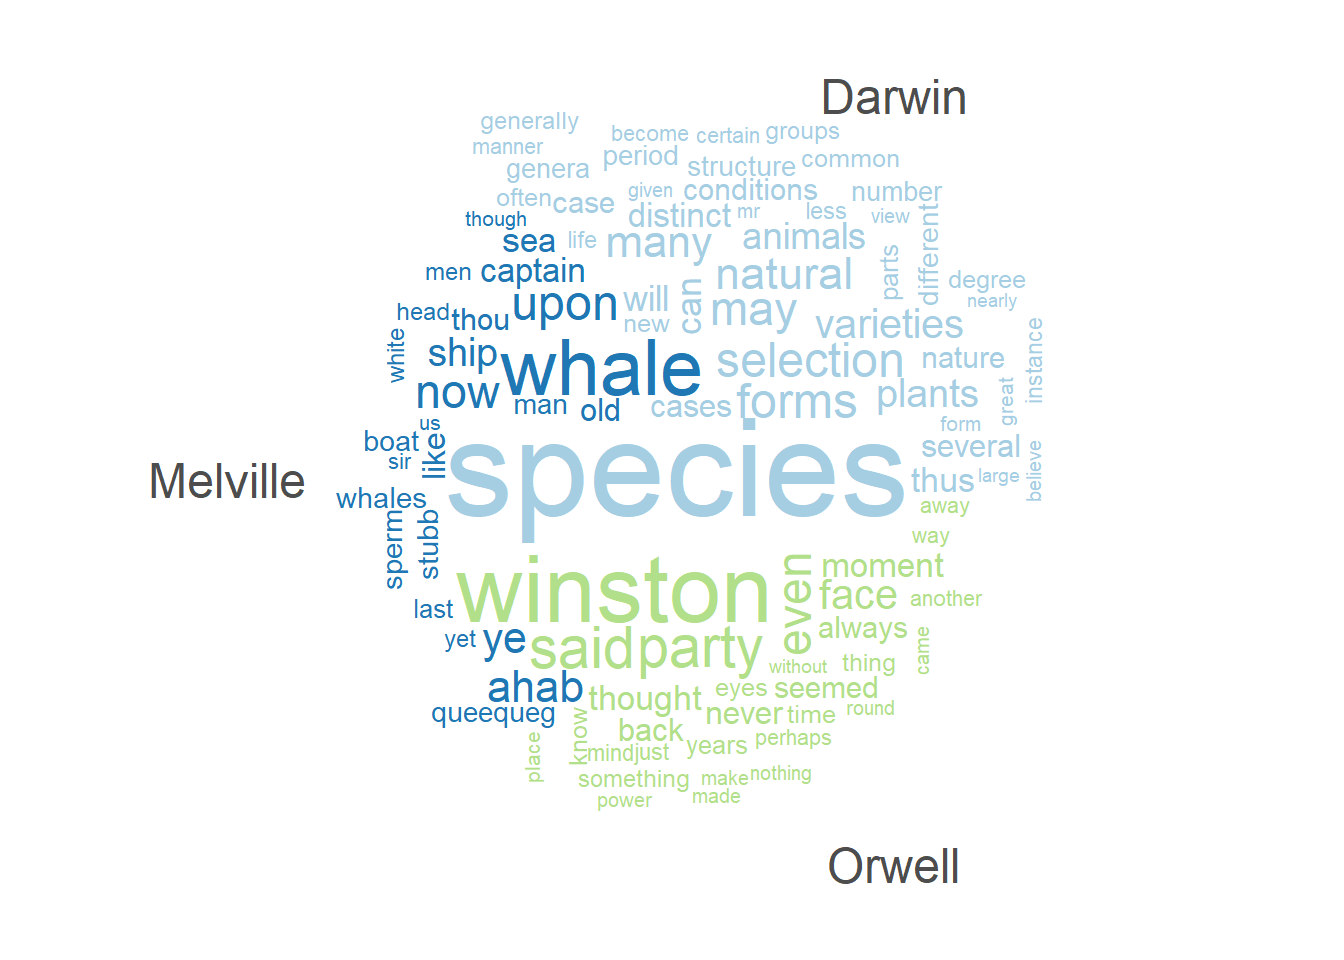 Darwin
generally
become certain groups
manner
period
structure common
genera
often case
given conditions number
distinct mr less view
though
sea life many animals
different
men captain
natural
parts
degree
nearly
head thou upon
will
new
can
may
varieties
white
ship
whale
selection nature
instance
now man old
cases forms plants
great
us
form
boat
like
several
sir
species
believe
Melville
whales
thus large
away
sperm
stubb
way
winston
even
moment
face another
last
always
yet ye
saidparty
came
without thing
ahab
thought eyes seemed
queequeg
never time round
know
back
mindjust years perhaps
place
something make nothing
power made
Orwell